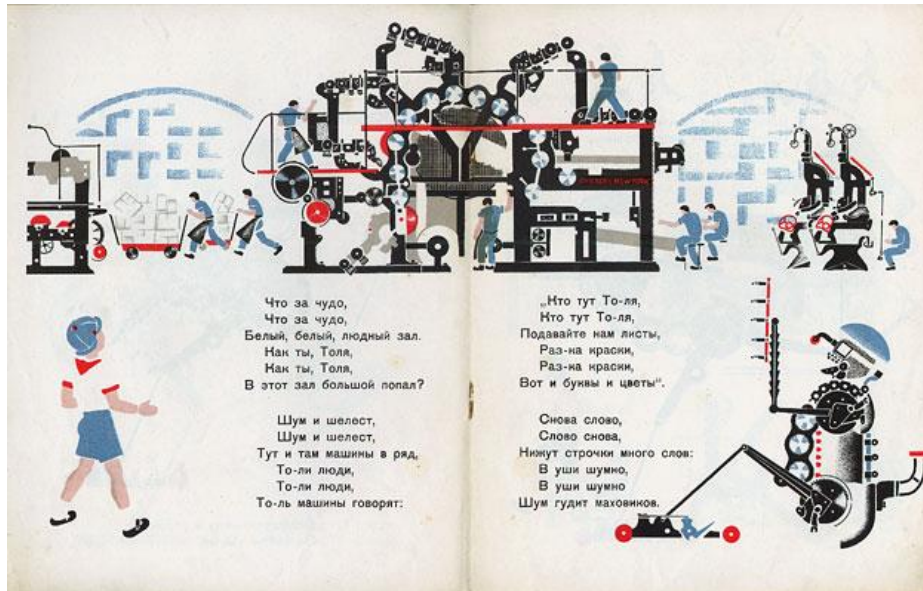 Что за чудо,
Что за чудо,
Белый, белый, людный зал.
Как ты, Толя,
Как ты, Толя,
В этот зал большой попал?
Шум и шелест,
Шум и шелест,
Тут и там машины в ряд,
То-ли люди,
То-ли люди,
То-ль машины говорят:
„Кто тут То-ля,
Кто тут То-ля,
Подавайте нам листы,
Раз-ка краски,
Раз-ка краски,
Вот и буквы и цветы".
Снова слово,
Слово снова,
Нижут строчки много слов:
В уши шумно,
В уши шумно
Шум гудит маховиков.